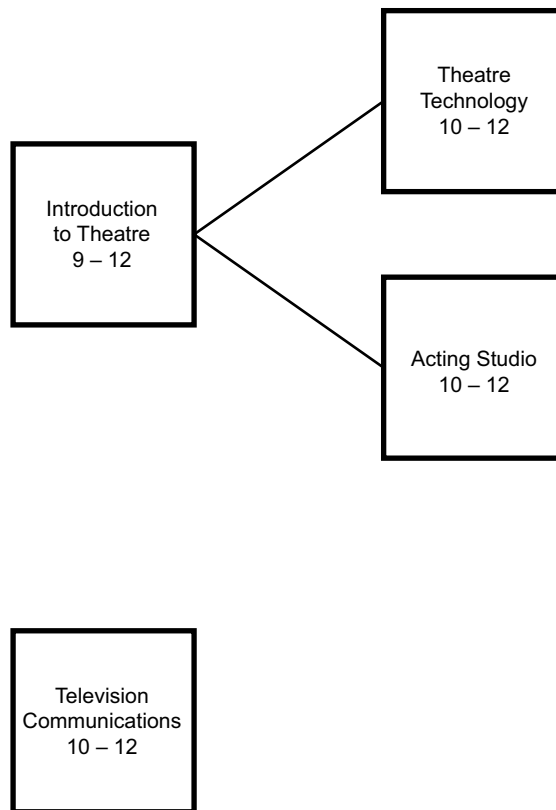 Theatre
Technology
10 – 12
Introduction
to Theatre
9 – 12
Acting Studio
10 – 12
Television
Communications
10 – 12